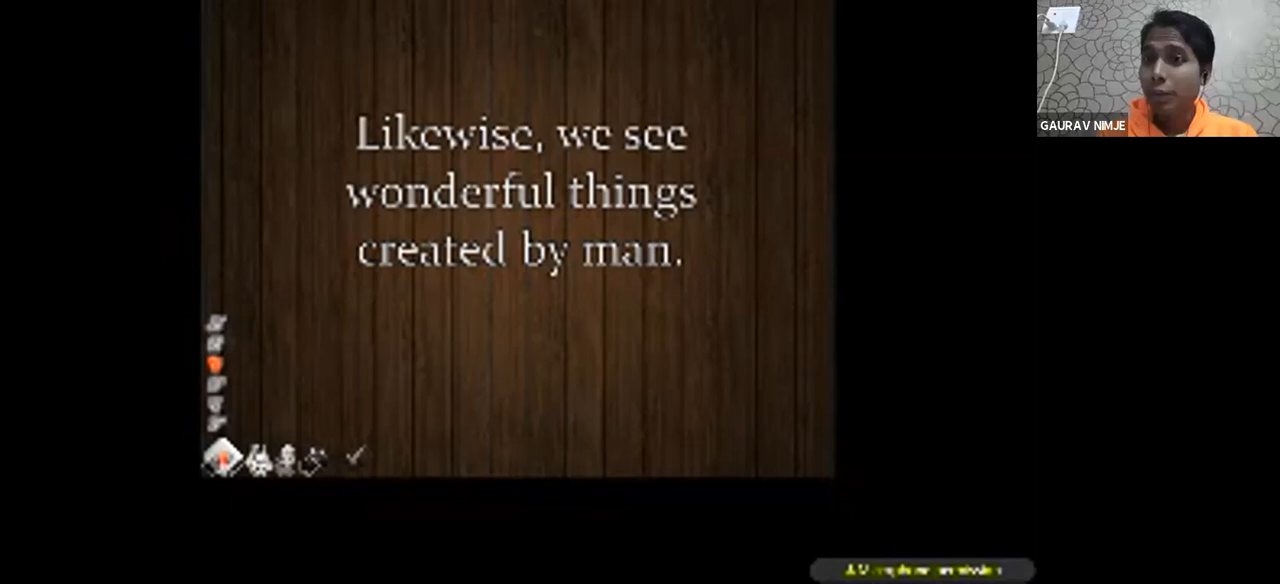 Likewise, we see
wonderful things
created by man.
GAURAV NIMJE